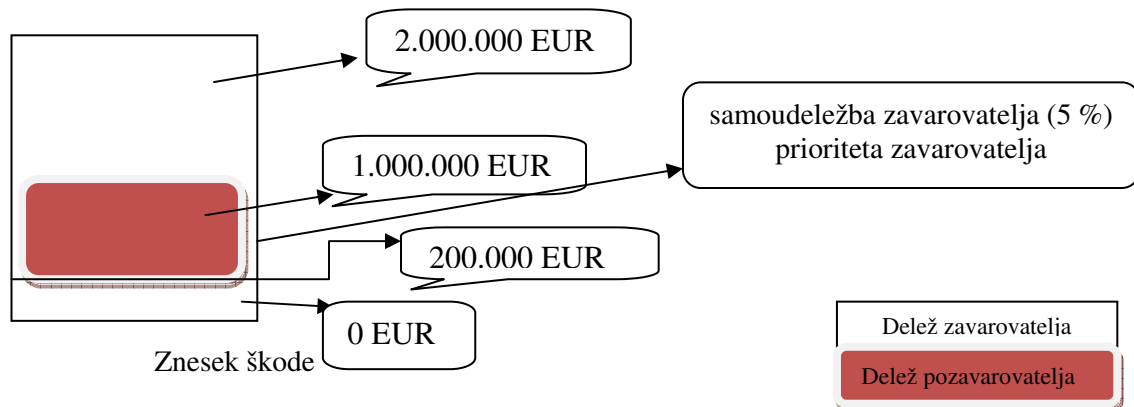 2.000.000 EUR
samoudeležba zavarovatelja (5 %)
prioriteta zavarovatelja
1.000.000 EUR
200.000 EUR
0 EUR
Znesek škode
Delež zavarovatelja
Delež pozavarovatelja